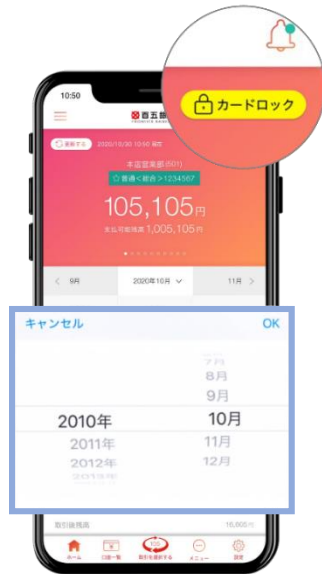 カードロック
10:50
百五銀
更新する 2020/10/30 10:50 現在
本店営業部(501)
☆普通<総合>1234567
105,105円
支払可能残高1,005,105円
9月 2020年10月 11月
キャンセル OK
7月
8月
9月
2010年 10月
2011年 11月
2012年 12月
2013年
取引後残高 16,605円
105
ホーム 口座一覧 取引を選択する メニュー 設定